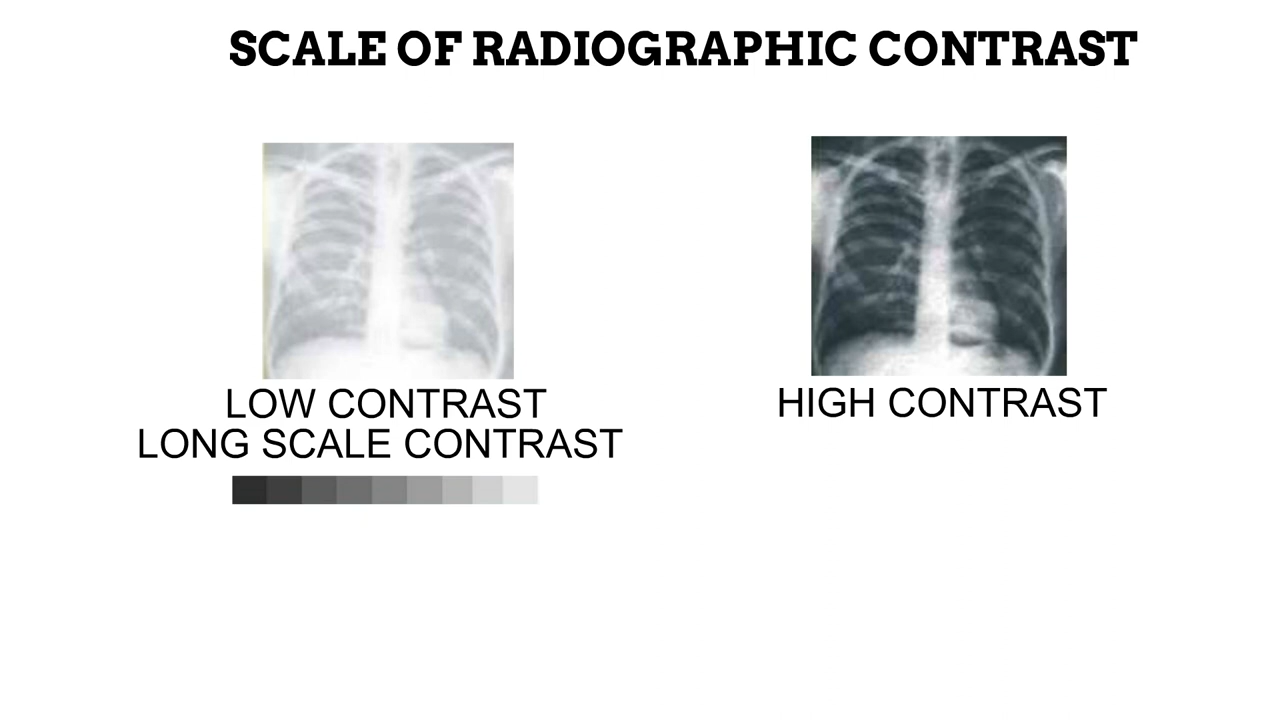 SCALE OF RADIOGRAPHIC CONTRAST
LOW CONTRAST
LONG SCALE CONTRAST
HIGH CONTRAST